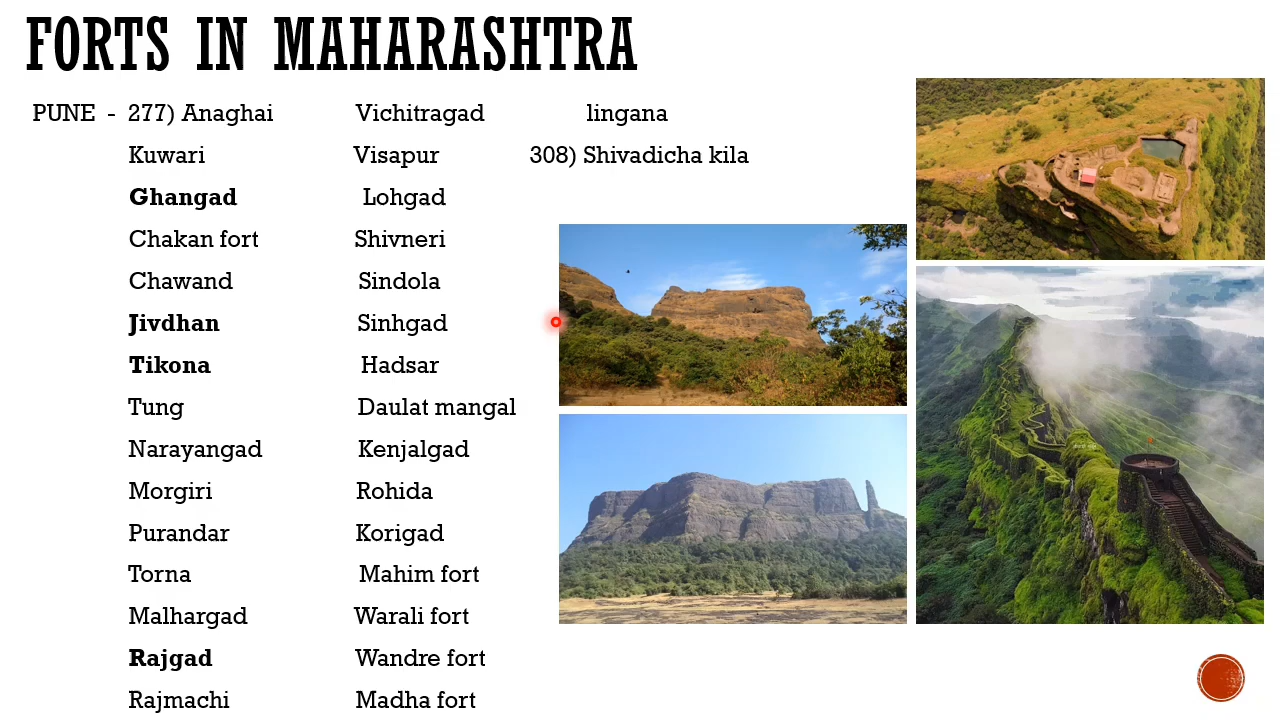 FORTS IN MAHARASHTRA
PUNE - 277) Anaghai Vichitragad lingana
Kuwari Visapur 308) Shivadicha kila
Ghangad Lohgad
Chakan fort Shivneri
Chawand Sindola
Jivdhan Sinhgad
Tikona Hadsar
Tung Daulat mangal
Narayangad Kenjalgad
Morgiri Rohida
Purandar Korigad
Torna Mahim fort
Malhargad Warali fort
Rajgad Wandre fort
Rajmachi Madha fort